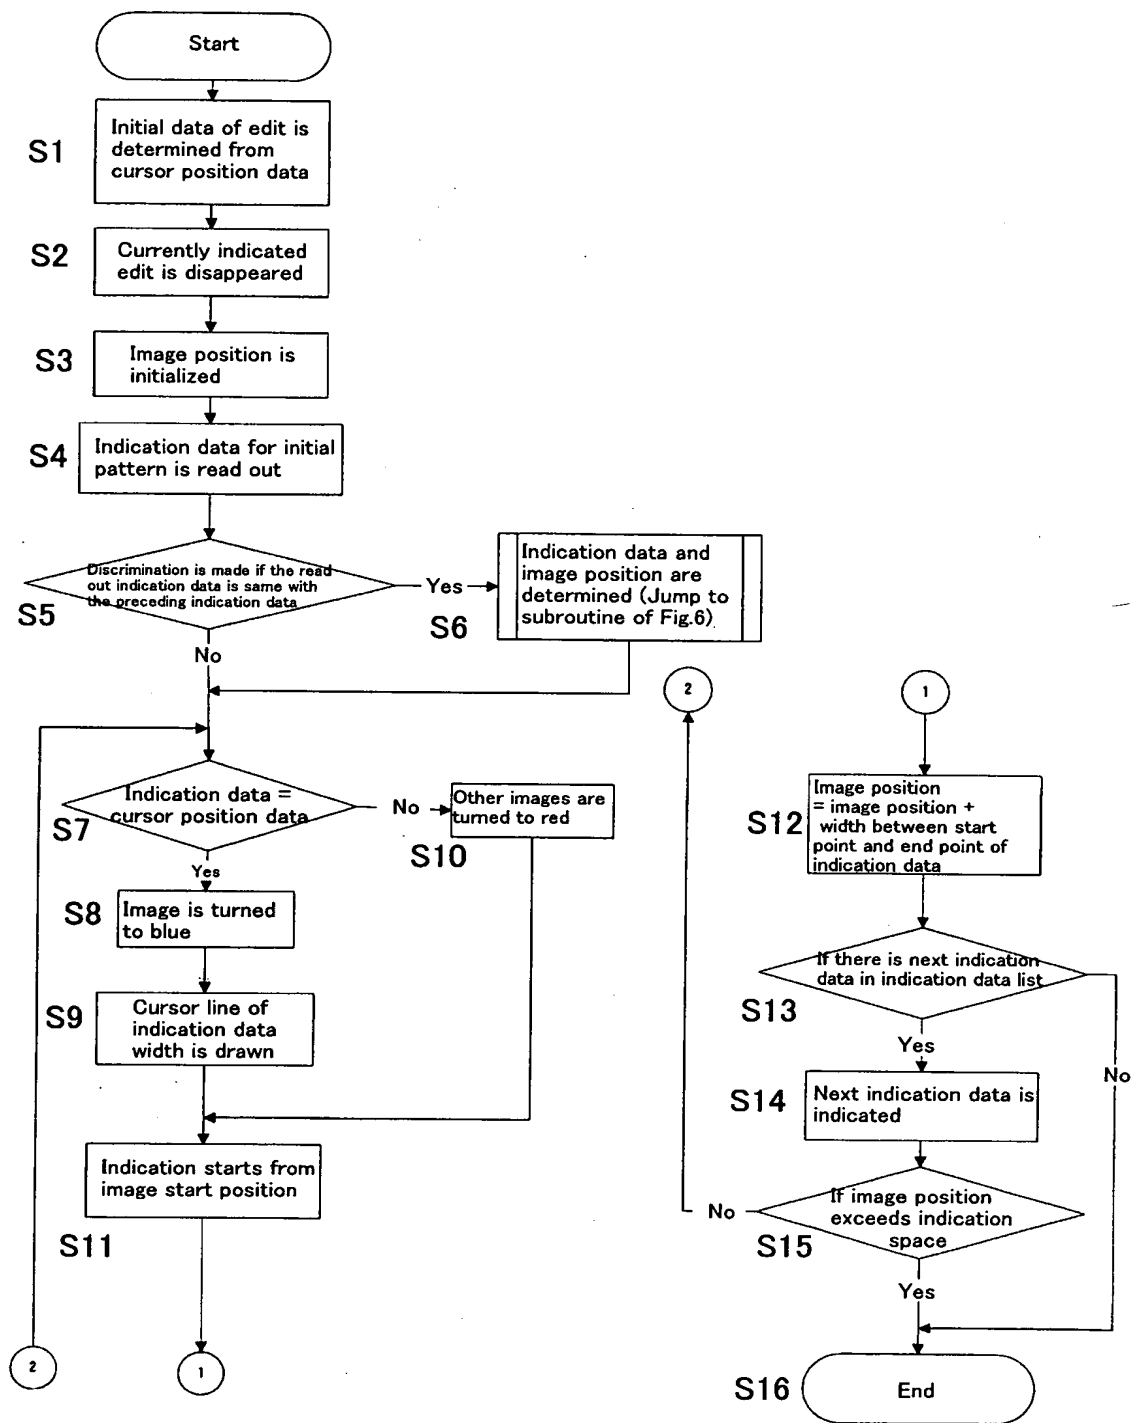 Start
S1
Initial data of edit is
determined from
cursor position data
S2
Currently indicated
edit is disappeared
S3
Image position is
initialized
S4
Indication data for initial
pattern is read out
S5
Discrimination is made if the read
out indication data is same with
the preceding indication data
Yes
S6
Indication data and
image position are
determined (Jump to
subroutine of Fig.6)
No
S7
Indication data =
cursor position data
No
Other images are
turned to red
S10
Yes
S8
Image is turned
to blue
S9
Cursor line of
indication data
width is drawn
Indication starts from
image start position
S11
2
1
2
1
S12
Image position
= image position +
width between start
point and end point of
indication data
If there is next indication
data in indication data list
S13
Yes
No
S14
Next indication data is
indicated
If image position
exceeds indication
space
No
S15
Yes
S16
End